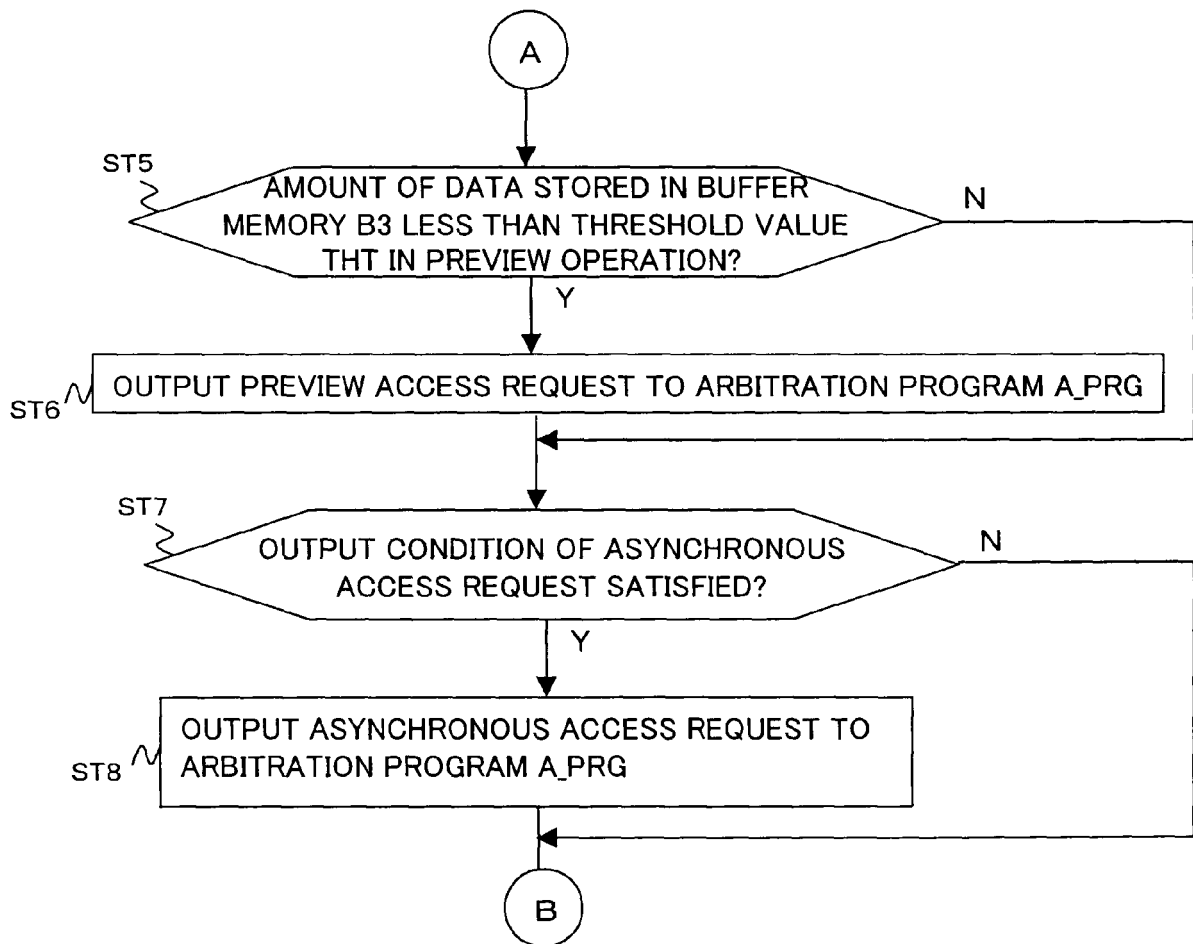 A
ST5
AMOUNT OF DATA STORED IN BUFFER
MEMORY B3 LESS THAN THRESHOLD VALUE
THT IN PREVIEW OPERATION?
N
Y
OUTPUT PREVIEW ACCESS REQUEST TO ARBITRATION PROGRAM A_PRG
ST6
ST7
OUTPUT CONDITION OF ASYNCHRONOUS
ACCESS REQUEST SATISFIED?
N
Y
OUTPUT ASYNCHRONOUS ACCESS REQUEST TO
ARBITRATION PROGRAM A_PRG
ST8
B